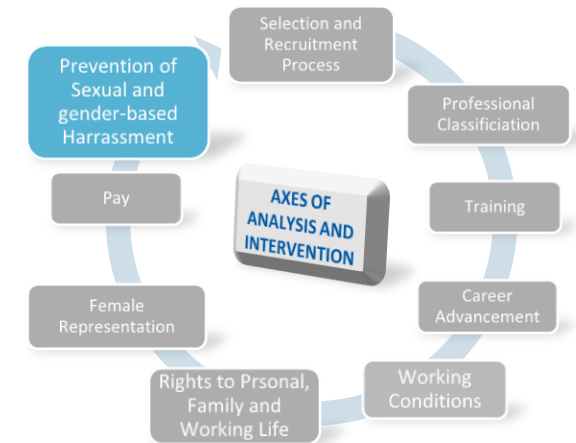 Selection and
Recruitment
Process
Professional
Classificiation
Training
Career
Advancement
Working
Conditions
Rights to Prsonal,
Family and
Working Life
Female
Representation
Pay
Prevention of
Sexual and
gender-based
Harrassment
AXES OF
ANALYSIS AND
INTERVENTION